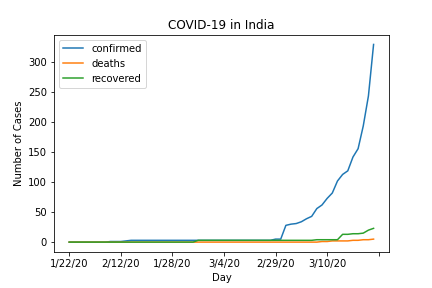 COVID-19 in India
confirmed
deaths
recovered
Number of Cases
300
250
200
150
100
50
0
1/22/20 2/12/20 1/28/20 3/4/20 2/29/20 3/10/20
Day